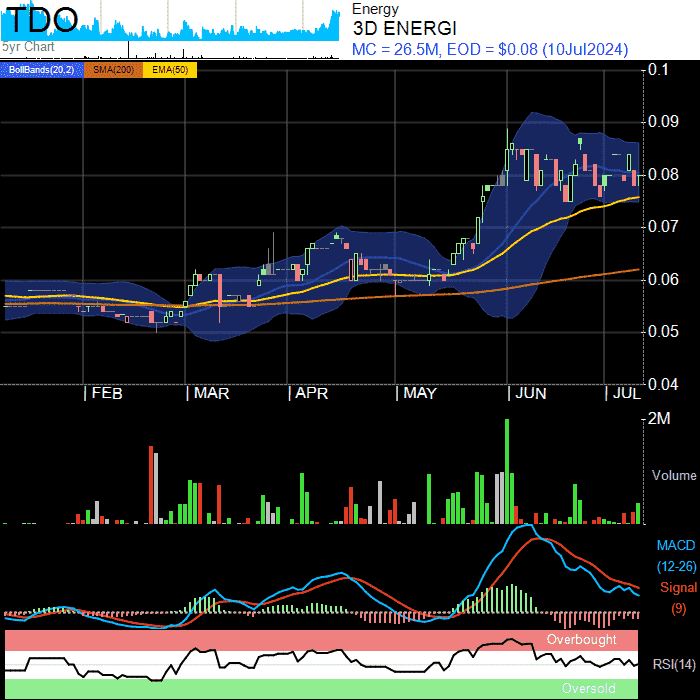 TDO
5yr Chart
Energy
3D ENERGI
MC = 26.5M, EOD = $0.08 (10Jul2024)
BollBands(20,2) SMA(200) EMA(50)
0.1
0.09
0.08
0.07
0.06
0.05
0.04
| FEB | MAR | APR | MAY | JUN | JUL
2M
Volume
MACD
(12-26)
Signal
(9)
Overbought
RSI(14)
Oversold